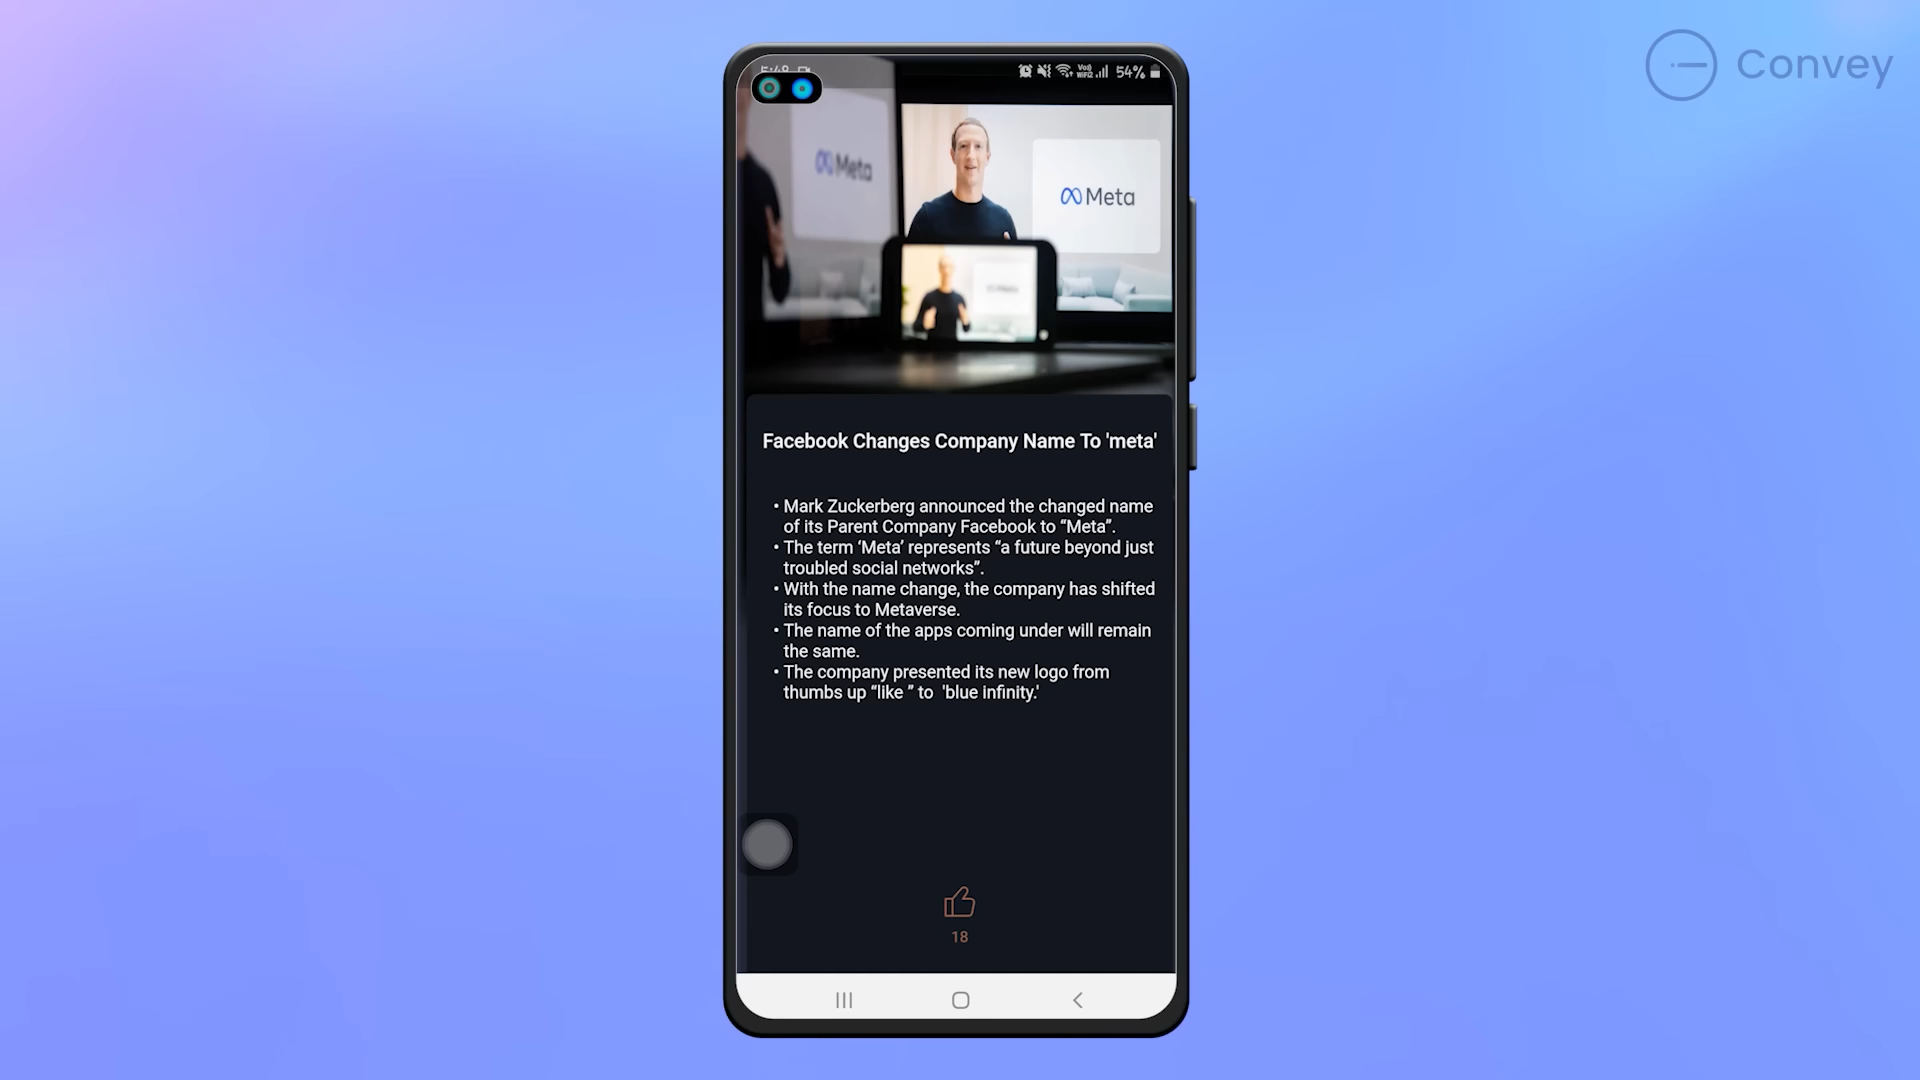 Convey
54%
Meta
Meta
Facebook Changes Company Name To 'meta'
• Mark Zuckerberg announced the changed name
of its Parent Company Facebook to “Meta”.
• The term ‘Meta’ represents “a future beyond just
troubled social networks”.
• With the name change, the company has shifted
its focus to Metaverse.
• The name of the apps coming under will remain
the same.
• The company presented its new logo from
thumbs up “like ” to 'blue infinity.'
18